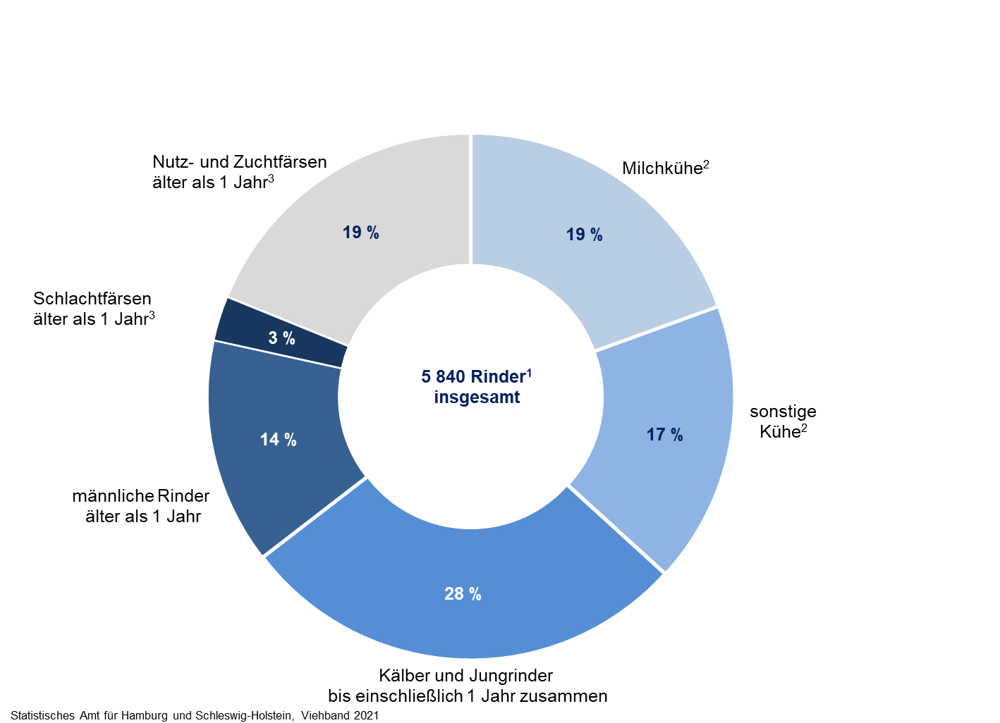 Nutz- und Zuchtfärsen
älter als 1 Jahr³
Milchkühe²
19 %
19 %
Schlachtfärsen
älter als 1 Jahr³
3 %
5 840 Rinder¹
insgesamt
sonstige
Kühe²
17 %
14 %
männliche Rinder
älter als 1 Jahr
28 %
Kälber und Jungrinder
bis einschließlich 1 Jahr zusammen
Statistisches Amt für Hamburg und Schleswig-Holstein, Viehband 2021